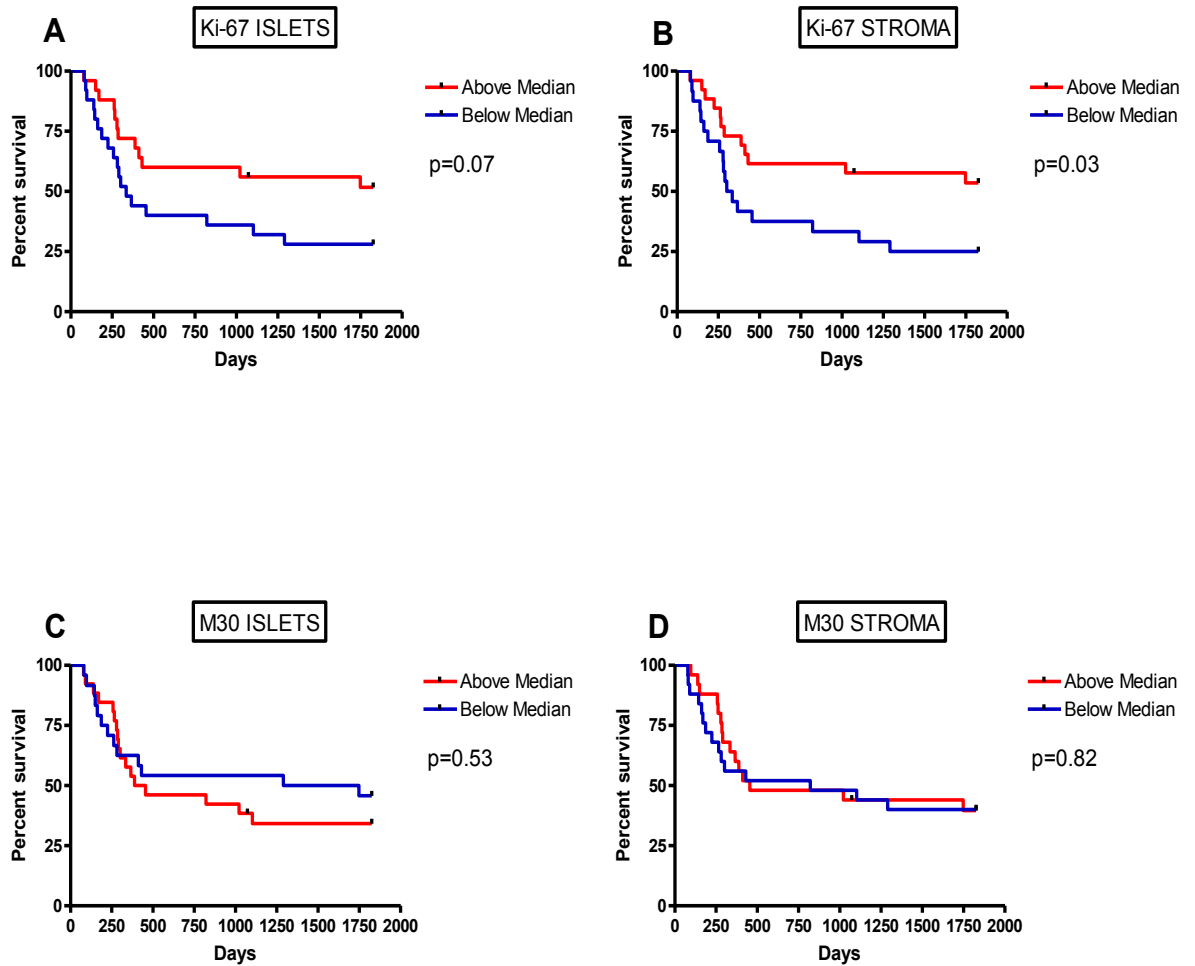 A
Ki-67 ISLETS
100
75
50
25
0
Percent survival
0 250 500 750 1000 1250 1500 1750 2000
Days
Above Median
Below Median
p=0.07
B
Ki-67 STROMA
100
75
50
25
0
Percent survival
0 250 500 750 1000 1250 1500 1750 2000
Days
Above Median
Below Median
p=0.03
C
M30 ISLETS
100
75
50
25
0
Percent survival
0 250 500 750 1000 1250 1500 1750 2000
Days
Above Median
Below Median
p=0.53
D
M30 STROMA
100
75
50
25
0
Percent survival
0 250 500 750 1000 1250 1500 1750 2000
Days
Above Median
Below Median
p=0.82